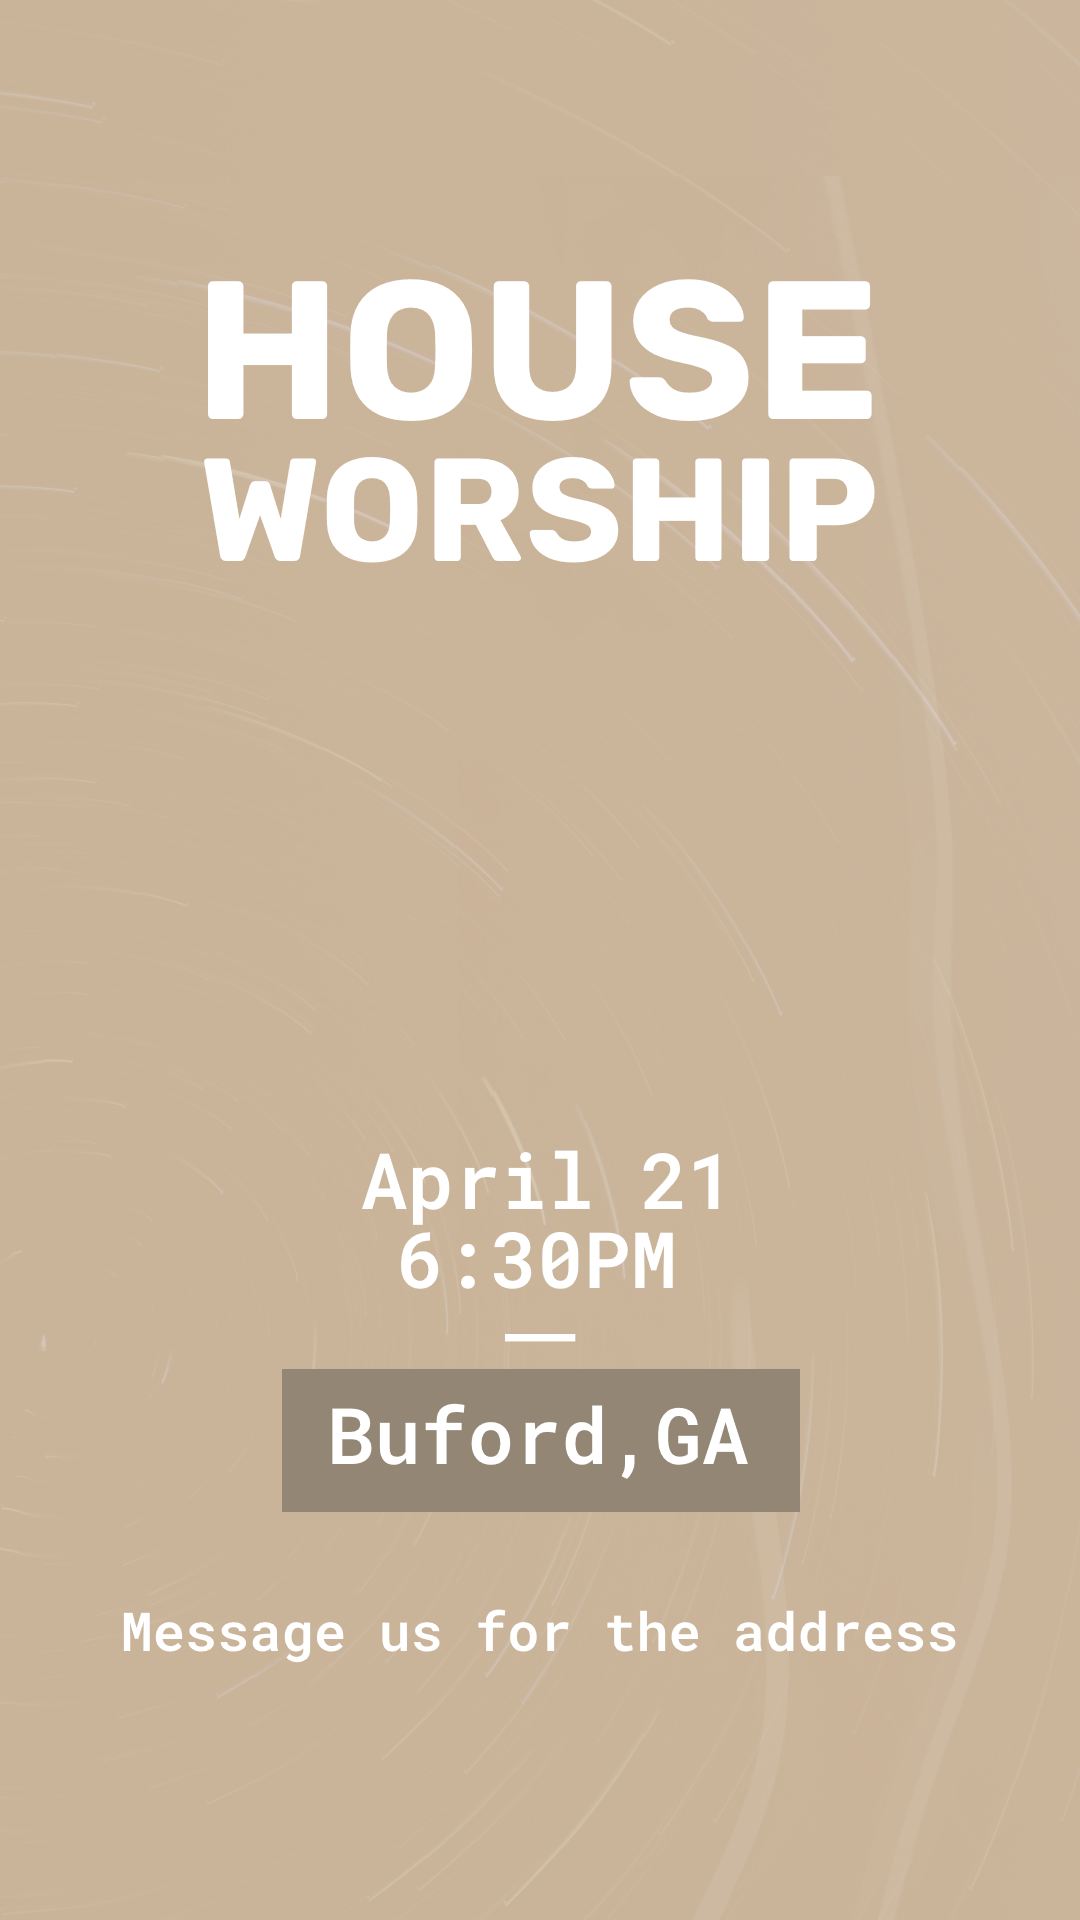 HOUSE
WORSHIP
April 21
6:30PM
Buford,GA
Message us for the address